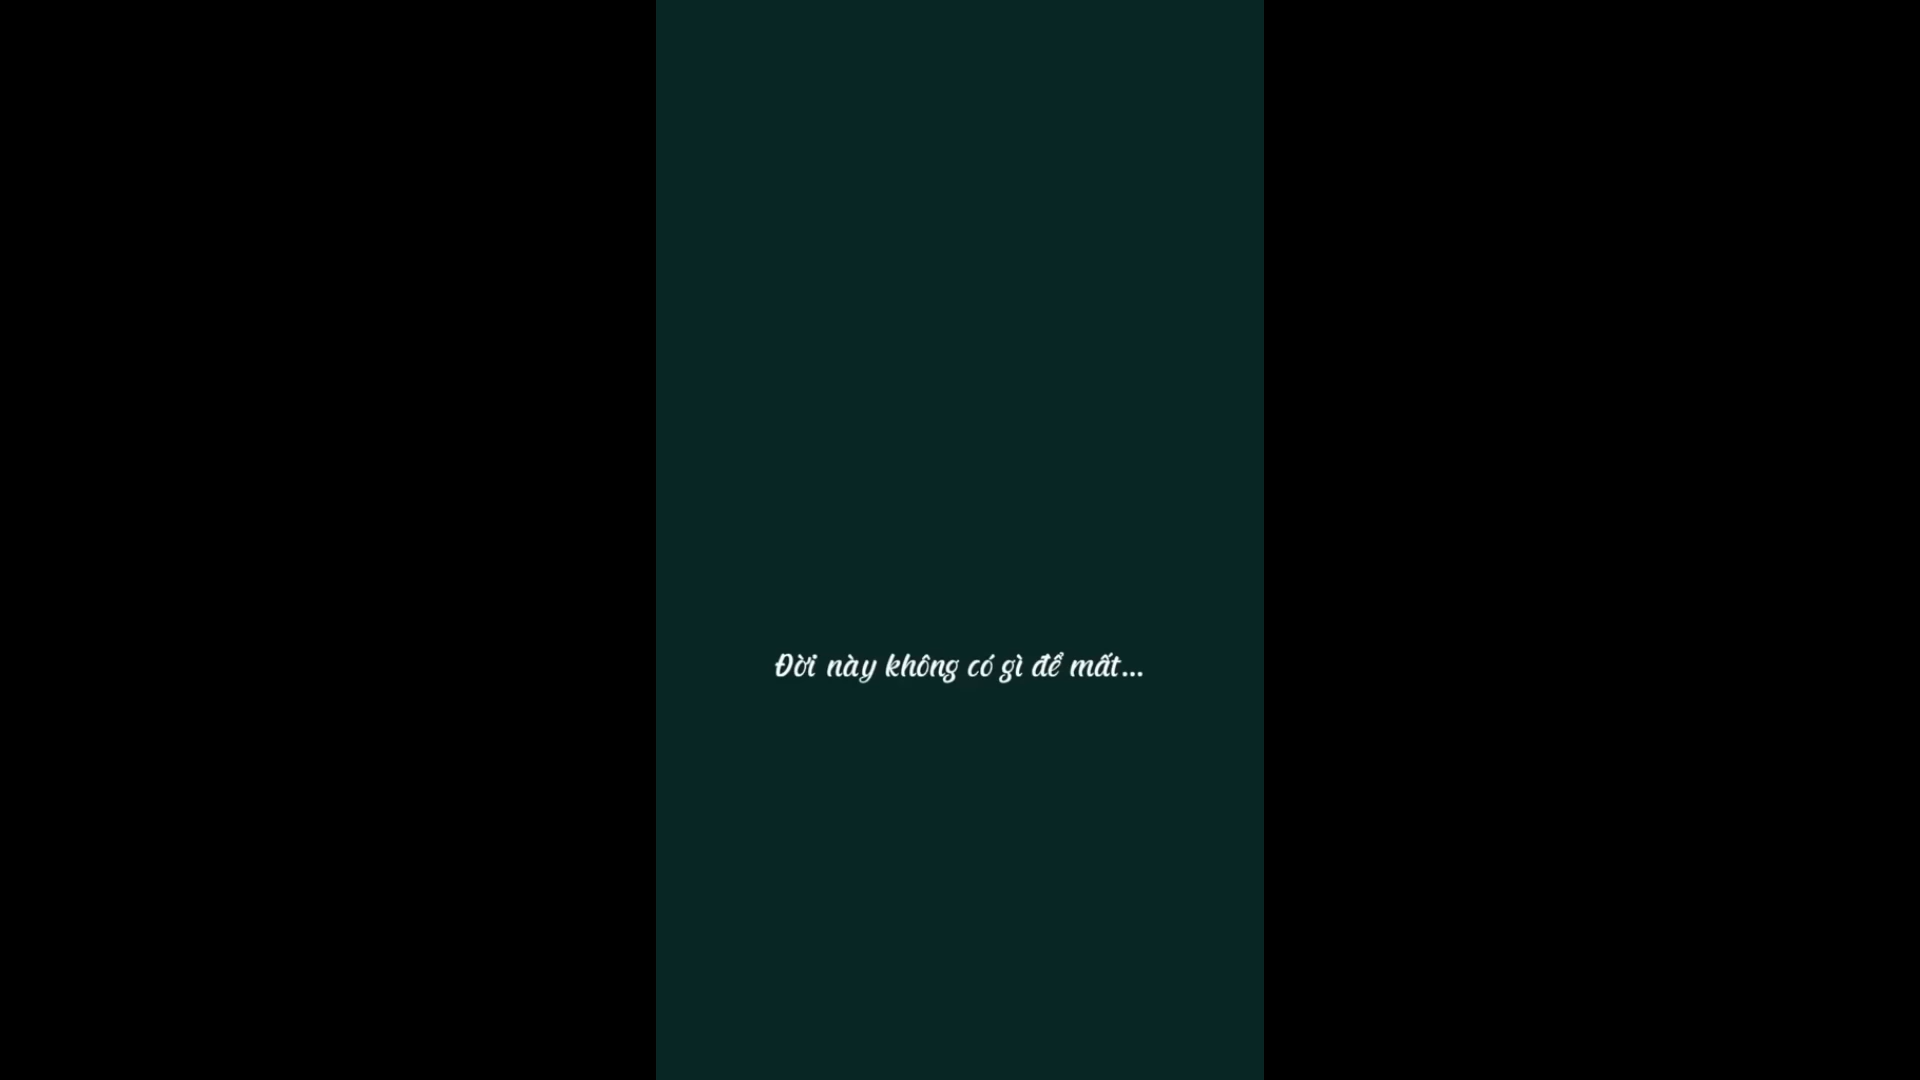 Đời này không có gì để mất...